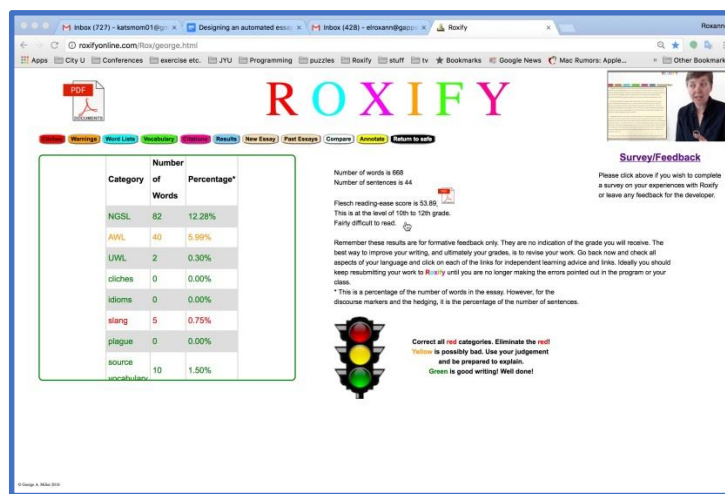 Inbox (727) - katsmom01@gm
Designing an automated essa
Inbox (428) - elroxann@gapps
Roxify
Roxann
roxifyonline.com/Rox/george.html
Apps City U Conferences exercise etc. JYU Programming puzzles Roxify stuff tv Bookmarks Google News Mac Rumors: Apple... » Other Bookmark
PDF
DOCUMENTS
ROXIFY
Cliches Warnings Word Lists Vocabulary Citations Results New Essay Past Essays Compare Annotate Return to safe
Category Number of Words Percentage*
NGSL 82 12.28%
AWL 40 5.99%
UWL 2 0.30%
cliches 0 0.00%
idioms 0 0.00%
slang 5 0.75%
plague 0 0.00%
source vocabulary 10 1.50%
Number of words is 668
Number of sentences is 44
Flesch reading-ease score is 53.89.
This is at the level of 10th to 12th grade.
Fairly difficult to read.
Remember these results are for formative feedback only. They are no indication of the grade you will receive. The
best way to improve your writing, and ultimately your grades, is to revise your work. Go back now and check all
aspects of your language and click on each of the links for independent learning advice and links. Ideally you should
keep resubmitting your work to Roxify until you are no longer making the errors pointed out in the program or your
class.
* This is a percentage of the number of words in the essay. However, for the
discourse markers and the hedging, it is the percentage of the number of sentences.
Correct all red categories. Eliminate the red!
Yellow is possibly bad. Use your judgement
and be prepared to explain.
Green is good writing! Well done!
Survey/Feedback
Please click above if you wish to complete
a survey on your experiences with Roxify
or leave any feedback for the developer.